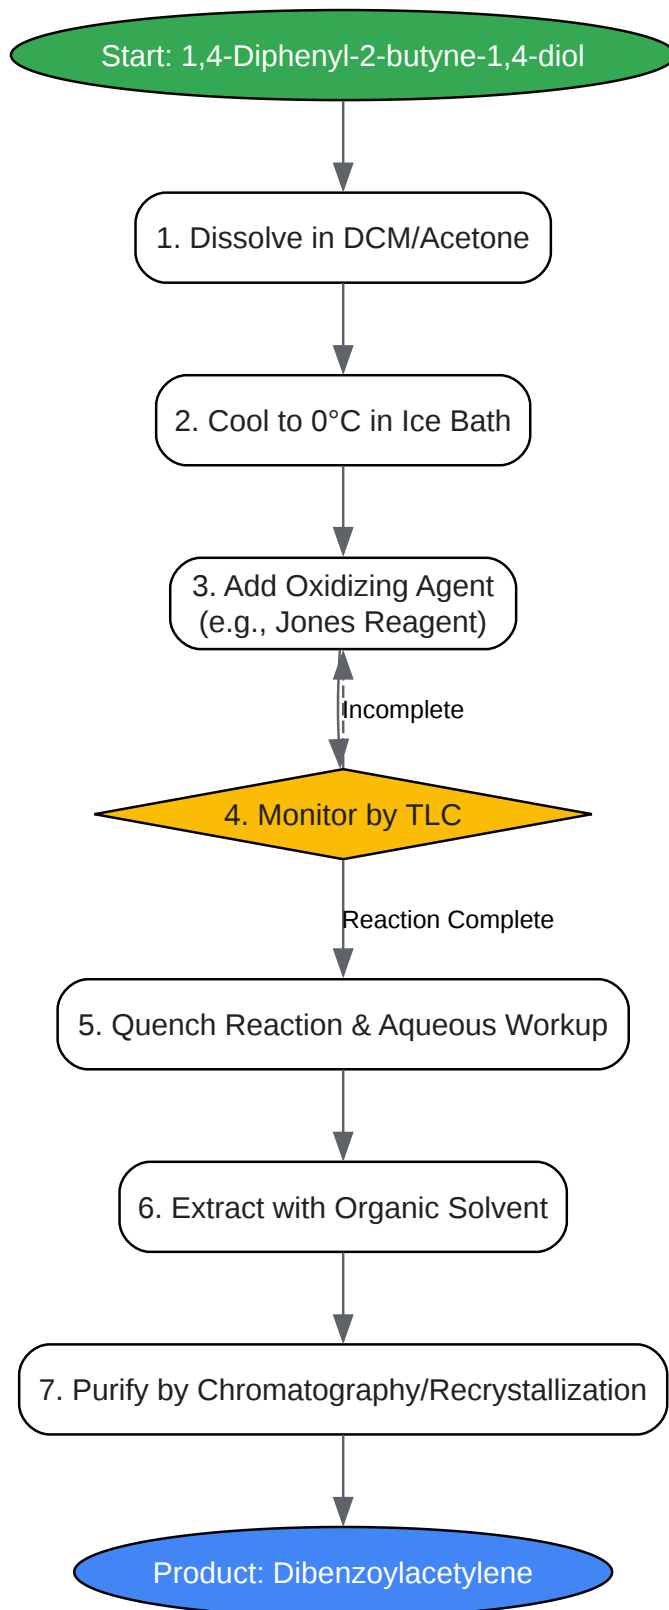 Start: 1,4-Diphenyl-2-butyne-1,4-diol
1. Dissolve in DCM/Acetone
2. Cool to 0°C in Ice Bath
3. Add Oxidizing Agent
(e.g., Jones Reagent)
Incomplete
4. Monitor by TLC
Reaction Complete
5. Quench Reaction & Aqueous Workup
6. Extract with Organic Solvent
7. Purify by Chromatography/Recrystallization
Product: Dibenzoylacetylene